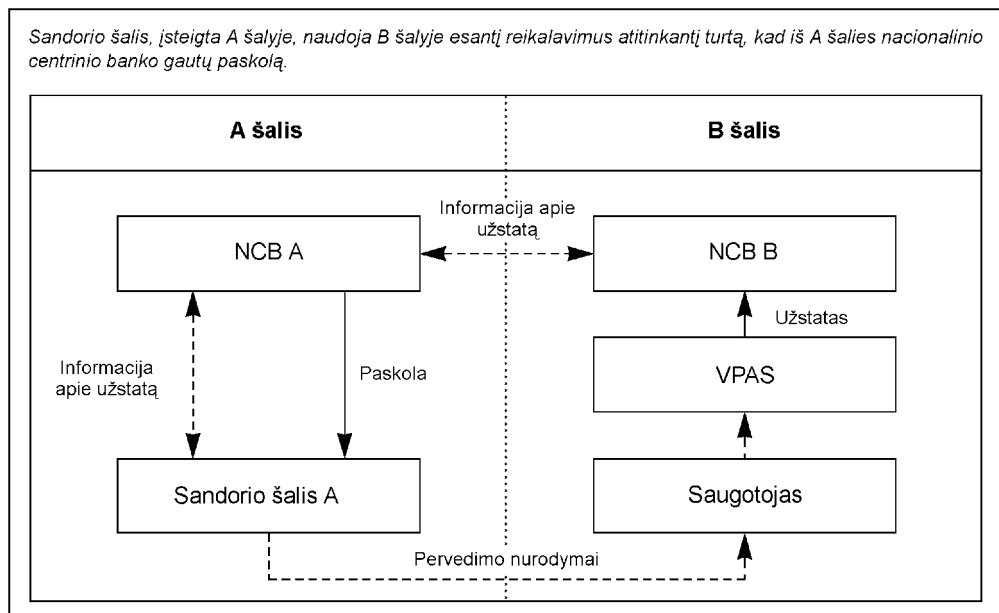 Sandorio šalis, įsteigta A šalyje, naudoja B šalyje esantį reikalavimus atitinkantį turtą, kad iš A šalies nacionalinio
centrinio banko gautų paskolą.
A šalis
B šalis
Informacija apie
užstatą
NCB A
NCB B
Užstatas
Informacija
apie užstatą
Paskola
VPAS
Sandorio šalis A
Saugotojas
Pervedimo nurodymai